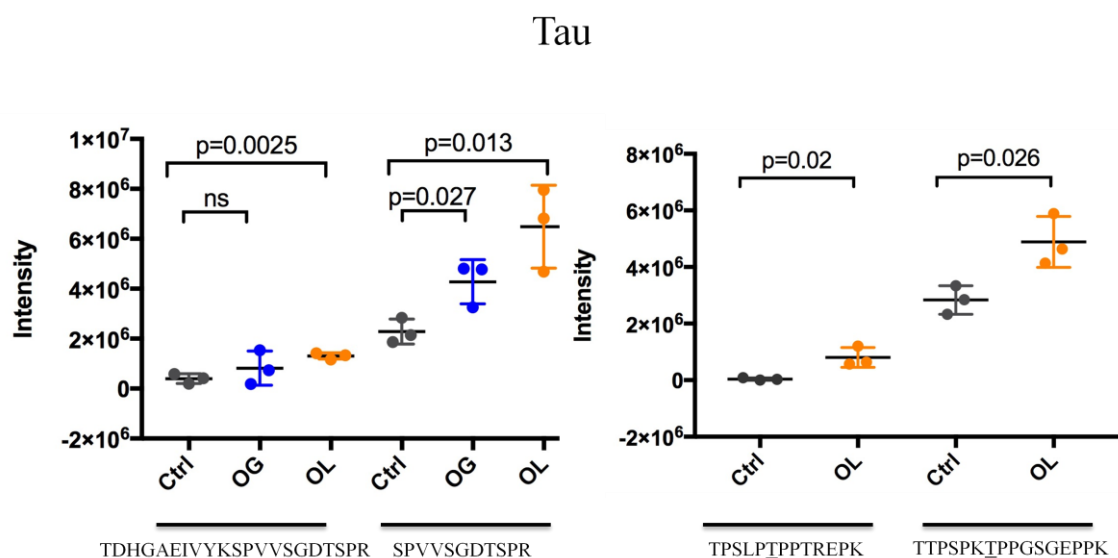 Tau
1×10⁷
8×10⁶
6×10⁶
4×10⁶
2×10⁶
0
-2×10⁶
Intensity
p=0.0025
ns
p=0.013
p=0.027
Ctrl
OG
OL
Ctrl
OG
OL
TDHGAEIVYKSPVVSGDTSPR
SPVVSGDTSPR
8×10⁶
6×10⁶
4×10⁶
2×10⁶
0
-2×10⁶
Intensity
p=0.02
p=0.026
Ctrl
OL
Ctrl
OL
TPSLPTPPTREPK
TTPSPKTPPGSGEPPK